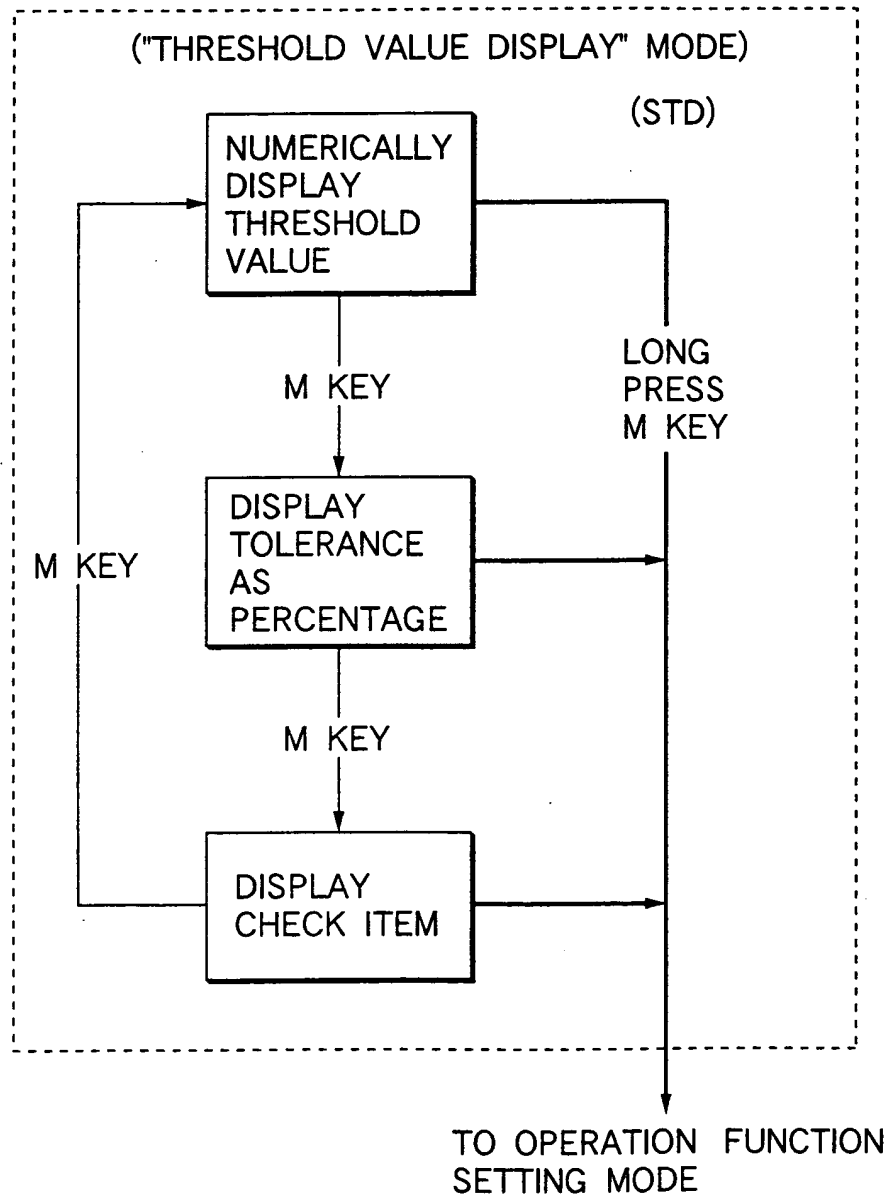 ("THRESHOLD VALUE DISPLAY" MODE)
(STD)
NUMERICALLY
DISPLAY
THRESHOLD
VALUE
M KEY
LONG
PRESS
M KEY
DISPLAY
TOLERANCE
AS
PERCENTAGE
M KEY
M KEY
DISPLAY
CHECK ITEM
TO OPERATION FUNCTION
SETTING MODE